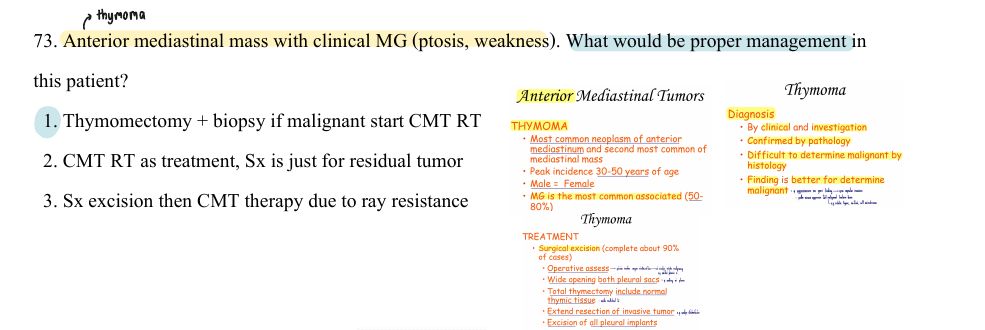 thymoma
73. Anterior mediastinal mass with clinical MG (ptosis, weakness). What would be proper management in
this patient?
1. Thymomectomy + biopsy if malignant start CMT RT
2. CMT RT as treatment, Sx is just for residual tumor
3. Sx excision then CMT therapy due to ray resistance
Anterior Mediastinal Tumors
THYMOMA
• Most common neoplasm of anterior
mediastinum and second most common of
mediastinal mass
• Peak incidence 30-50 years of age
• Male = Female
• MG is the most common associated (50-
80%)
Thymoma
Diagnosis
• By clinical and investigation
• Confirmed by pathology
• Difficult to determine malignant by
histology
• Finding is better for determine
malignant
Thymoma
TREATMENT
• Surgical excision (complete about 90%
of cases)
• Operative assess
• Wide opening both pleural sacs
• Total thymectomy include normal
thymic tissue
• Extend resection of invasive tumor
• Excision of all pleural implants